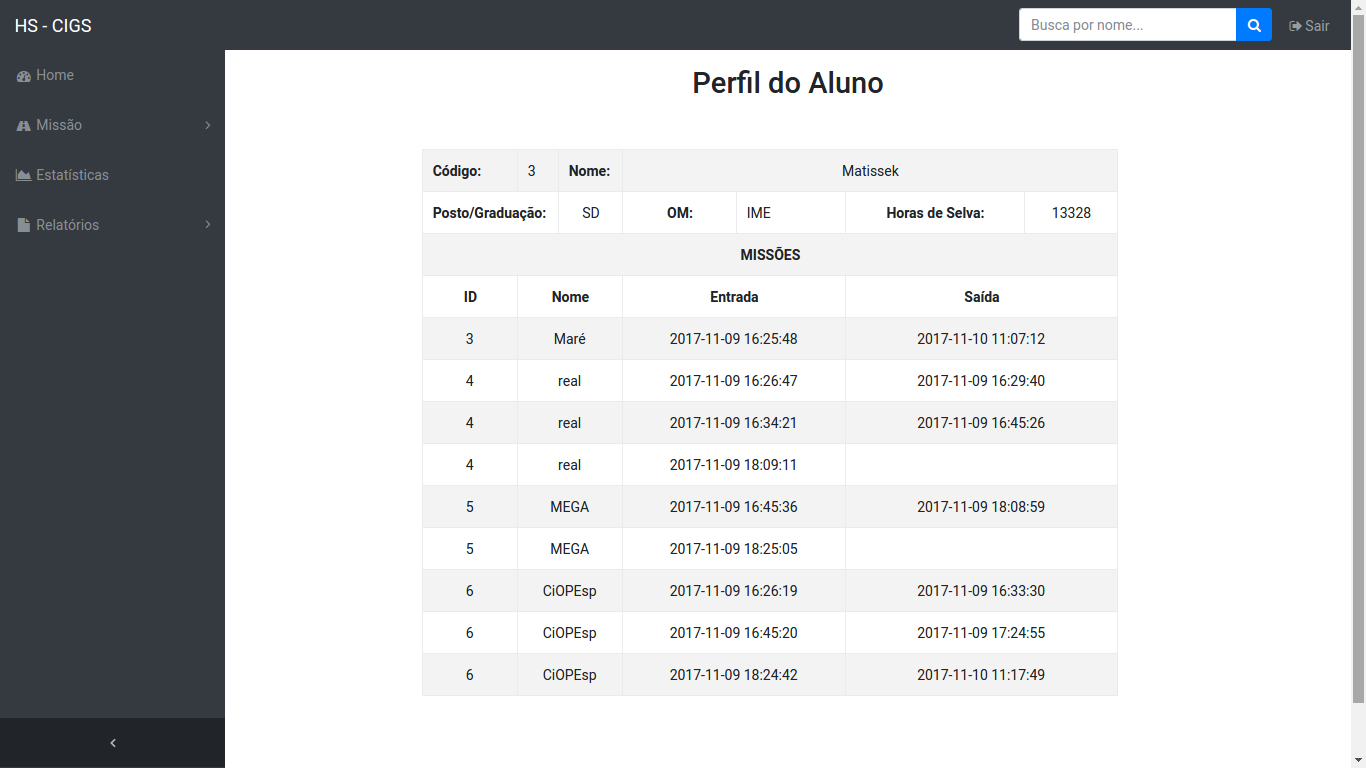 HS - CIGS
Busca por nome...
Sair
Home
Missão
Estatísticas
Relatórios
Perfil do Aluno
Código: 3 Nome: Matissek
Posto/Graduação: SD OM: IME Horas de Selva: 13328
MISSÕES
ID Nome Entrada Saída
3 Maré 2017-11-09 16:25:48 2017-11-10 11:07:12
4 real 2017-11-09 16:26:47 2017-11-09 16:29:40
4 real 2017-11-09 16:34:21 2017-11-09 16:45:26
4 real 2017-11-09 18:09:11
5 MEGA 2017-11-09 16:45:36 2017-11-09 18:08:59
5 MEGA 2017-11-09 18:25:05
6 CiOPEsp 2017-11-09 16:26:19 2017-11-09 16:33:30
6 CiOPEsp 2017-11-09 16:45:20 2017-11-09 17:24:55
6 CiOPEsp 2017-11-09 18:24:42 2017-11-10 11:17:49